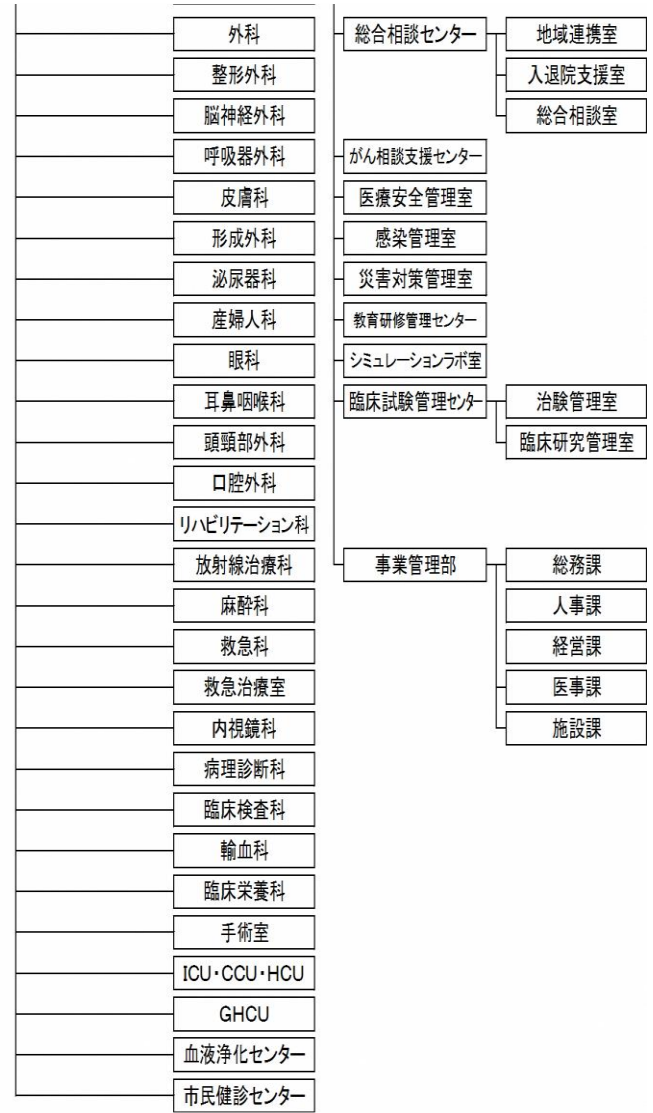 外科
整形外科
脳神経外科
呼吸器外科
皮膚科
形成外科
泌尿器科
産婦人科
眼科
耳鼻咽喉科
頭頸部外科
口腔外科
リハビリテーション科
放射線治療科
麻酔科
救急科
救急治療室
内視鏡科
病理診断科
臨床検査科
輸血科
臨床栄養科
手術室
ICU・CCU・HCU
GHCU
血液浄化センター
市民健診センター
総合相談センター
地域連携室
入退院支援室
総合相談室
がん相談支援センター
医療安全管理室
感染管理室
災害対策管理室
教育研修管理センター
シミュレーションラボ室
臨床試験管理センター
治験管理室
臨床研究管理室
事業管理部
総務課
人事課
経営課
医事課
施設課